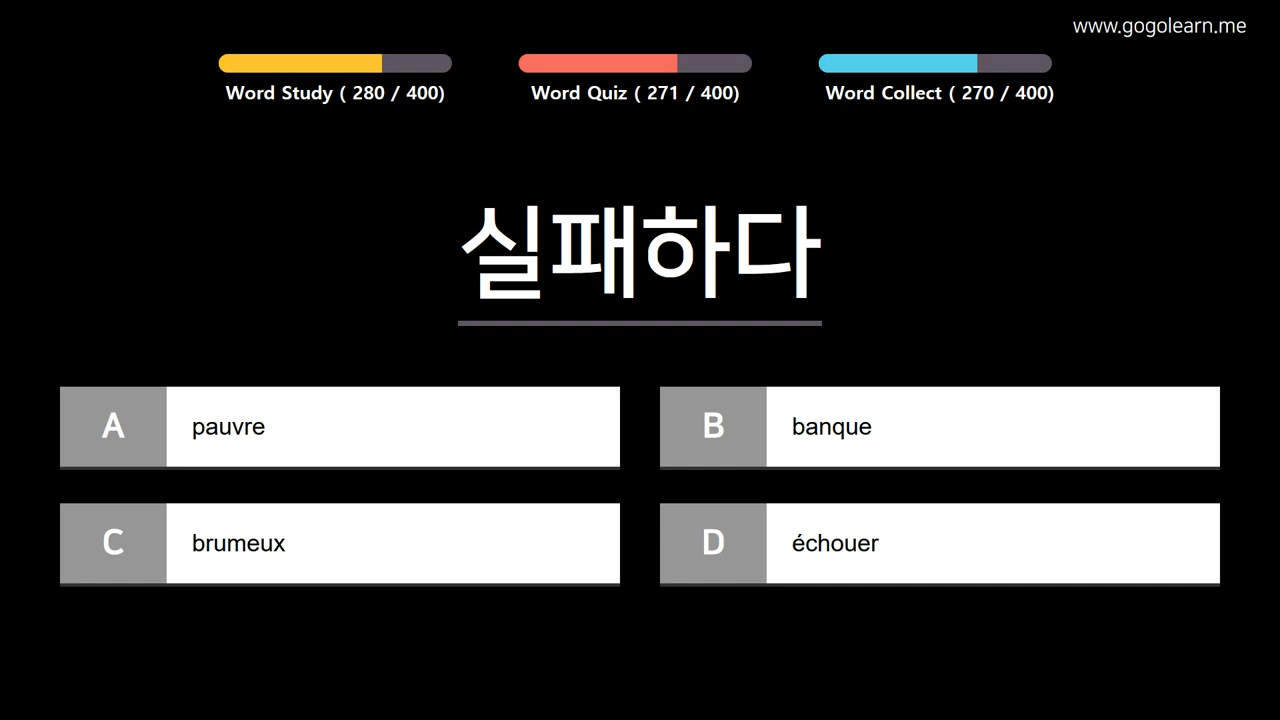 www.gogolearn.me
Word Study ( 280 / 400)
Word Quiz ( 271 / 400)
Word Collect ( 270 / 400)
실패하다
A pauvre
B banque
C brumeux
D échouer